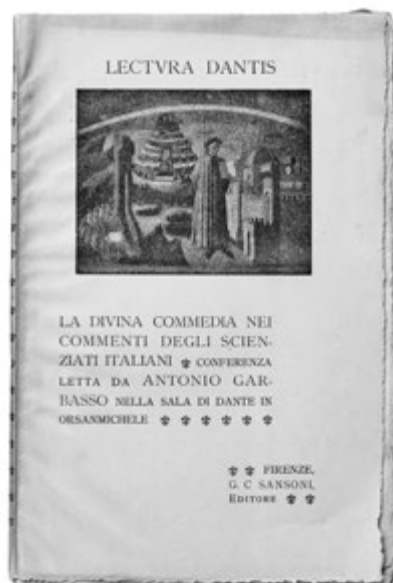 LECTVRA DANTIS
LA DIVINA COMMEDIA NEI
COMMENTI DEGLI SCIEN-
ZIATI ITALIANI ⚜ CONFERENZA
LETTA DA ANTONIO GAR-
BASSO NELLA SALA DI DANTE IN
ORSANMICHELE ⚜ ⚜ ⚜ ⚜ ⚜ ⚜
⚜ ⚜ FIRENZE,
G. C SANSONI,
EDITORE ⚜ ⚜